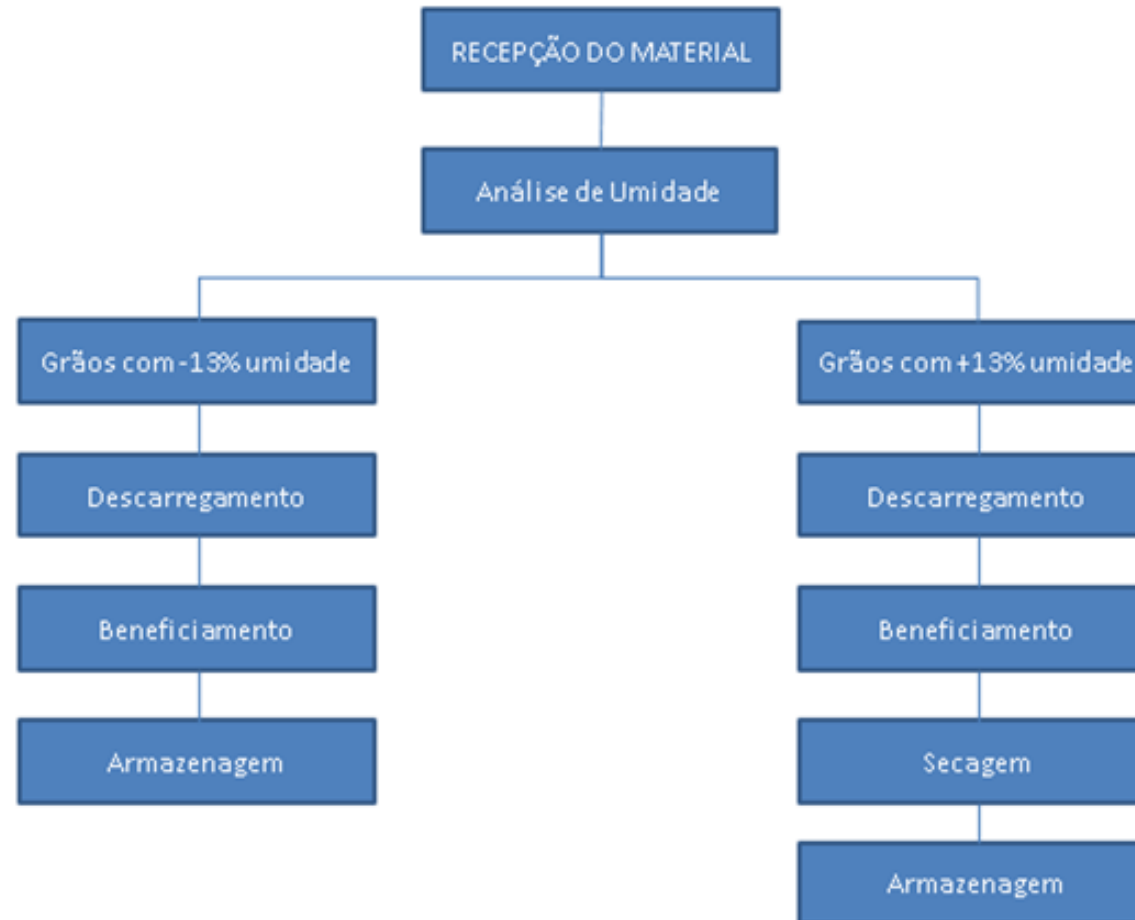 RECEPÇÃO DO MATERIAL
Análise de Umidade
Grãos com -13% umidade
Descarregamento
Beneficiamento
Armazenagem
Grãos com +13% umidade
Descarregamento
Beneficiamento
Secagem
Armazenagem